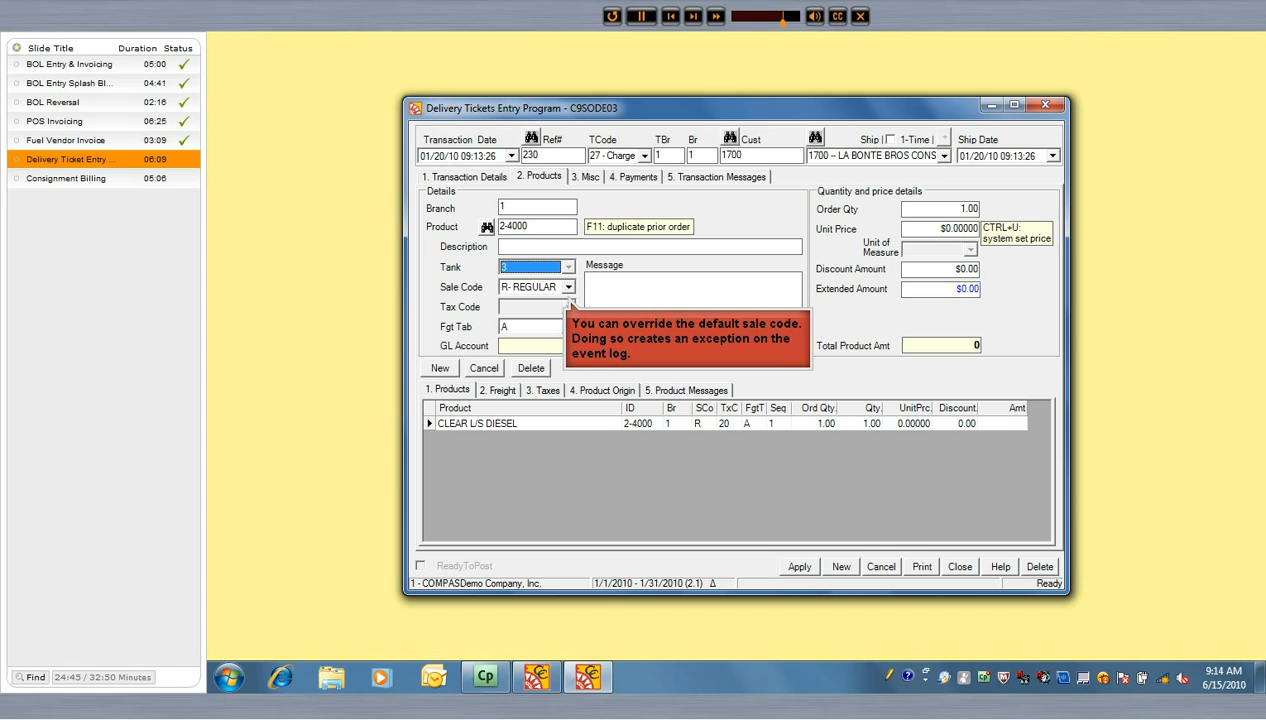 CC
Slide Title Duration Status
BOL Entry & Invoicing 05:00
BOL Entry Splash Bl... 04:41
BOL Reversal 02:16
POS Invoicing 06:25
Fuel Vendor Invoice 03:09
Delivery Ticket Entry ... 06:09
Consignment Billing 05:06
Delivery Tickets Entry Program - C9SODE03
Transaction Date Ref# TCode TBr Br Cust Ship | 1-Time | Ship Date
01/20/10 09:13:26 230 27 - Charge 1 1 1700 1700 -- LA BONTE BROS CONS 01/20/10 09:13:26
1. Transaction Details 2. Products 3. Misc 4. Payments 5. Transaction Messages
Details
Branch 1
Product 2-4000 F11: duplicate prior order
Description
Tank 3 Message
Sale Code R- REGULAR
Tax Code
Fgt Tab A
GL Account
You can override the default sale code.
Doing so creates an exception on the
event log.
Quantity and price details
Order Qty 1.00
Unit Price $0.00000 CTRL+U:
system set price
Unit of
Measure
Discount Amount $0.00
Extended Amount $0.00
Total Product Amt 0
New Cancel Delete
1. Products 2. Freight 3. Taxes 4. Product Origin 5. Product Messages
Product ID Br SCo TxC FgtT Seq Ord Qty. Qty. UnitPrc. Discount. Amt
CLEAR L/S DIESEL 2-4000 1 R 20 A 1 1.00 1.00 0.00000 0.00
ReadyToPost Apply New Cancel Print Close Help Delete
1 - COMPASDemo Company, Inc. 1/1/2010 - 1/31/2010 (2.1) Δ Ready
Find 24:45 / 32:50 Minutes
Cp
9:14 AM
6/15/2010